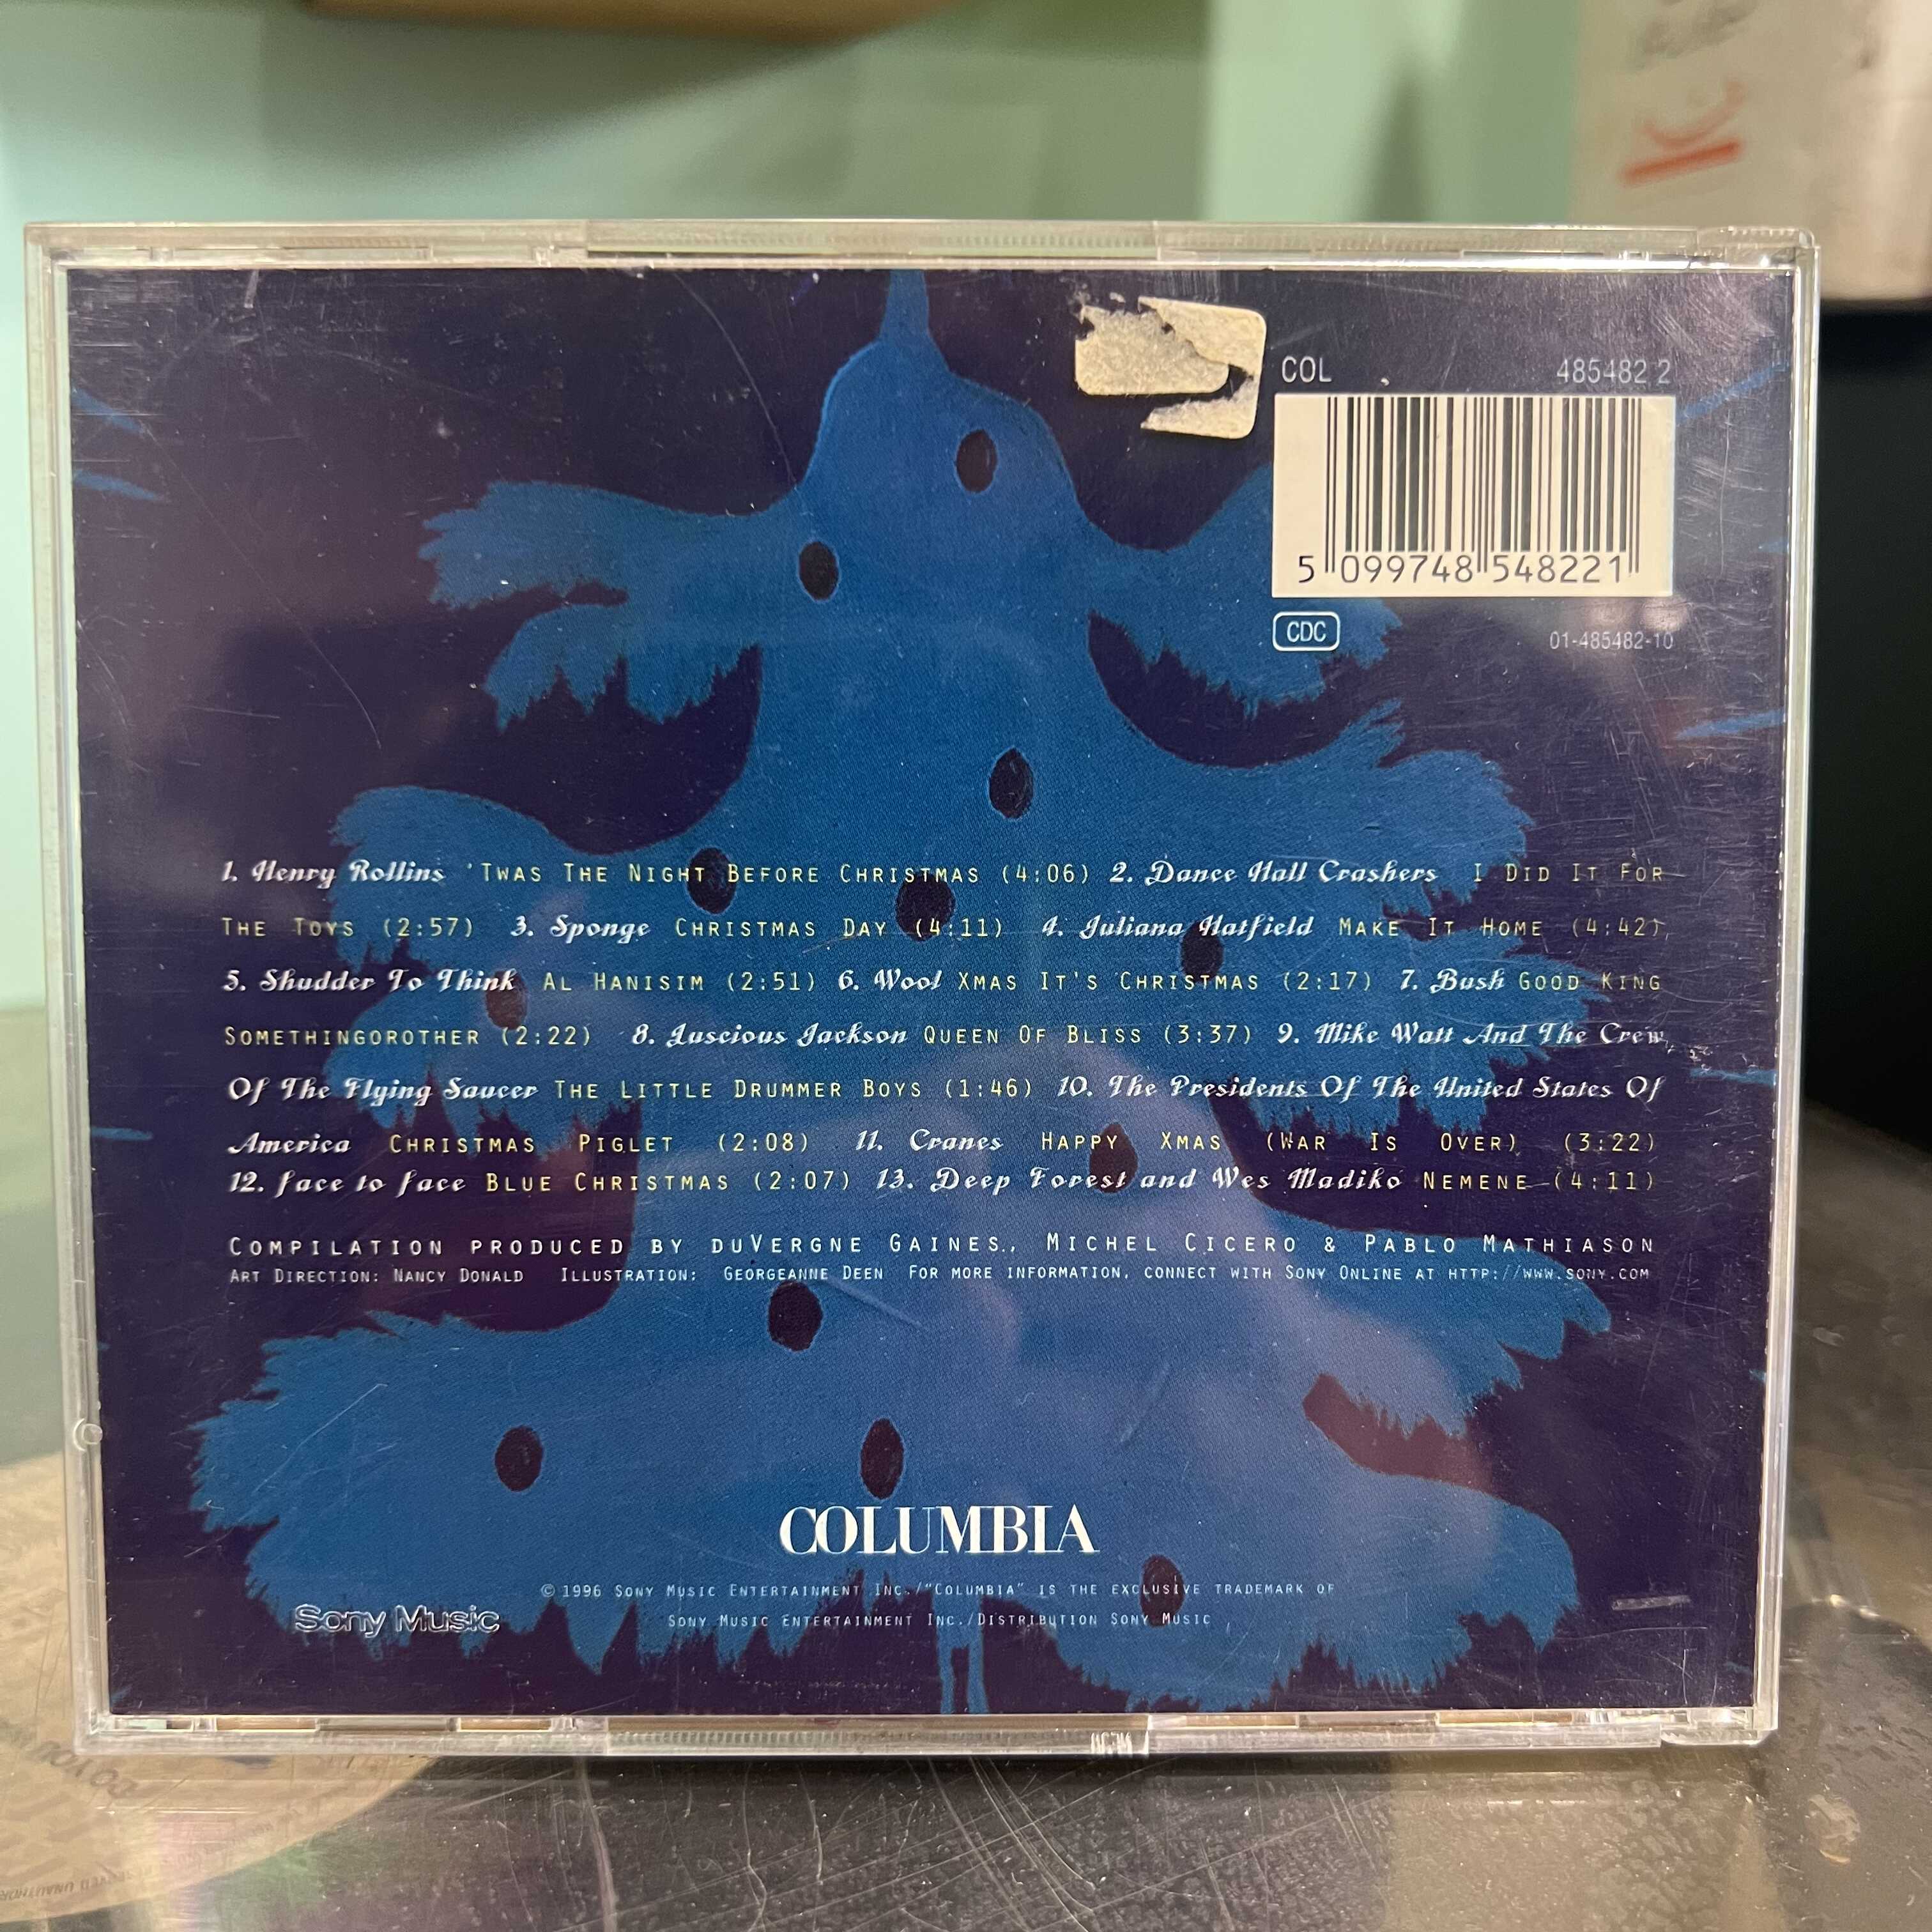 K.
COL 485482 2
5 099748 548221
CDC 01-485482-10
1. Henry Rollins 'Twas The Night Before Christmas (4:06) 2. Dance Hall Crashers I Did It For
The Toys (2:57) 3. Sponge Christmas Day (4:11) 4. Juliana Hatfield Make It Home (4:42)
5. Shudder To Think Al Hanisim (2:51) 6. Wool Xmas It's Christmas (2:17) 7. Bush Good King
Somethingorother (2:22) 8. Luscious Jackson Queen Of Bliss (3:37) 9. Mike Watt And The Crew
Of The Flying Saucer The Little Drummer Boys (1:46) 10. The Presidents Of The United States Of
America Christmas Piglet (2:08) 11. Cranes Happy Xmas (War Is Over) (3:22)
12. face to face Blue Christmas (2:07) 13. Deep Forest and Wes Madiko Nemene (4:11)
Compilation produced by duVergne Gaines., Michel Cicero & Pablo Mathiason
Art Direction: Nancy Donald Illustration: Georgeanne Deen For more information, connect with Sony Online at http://www.sony.com
COLUMBIA
© 1996 Sony Music Entertainment Inc./"Columbia" is the exclusive trademark of
Sony Music Entertainment Inc./Distribution Sony Music
Sony Music